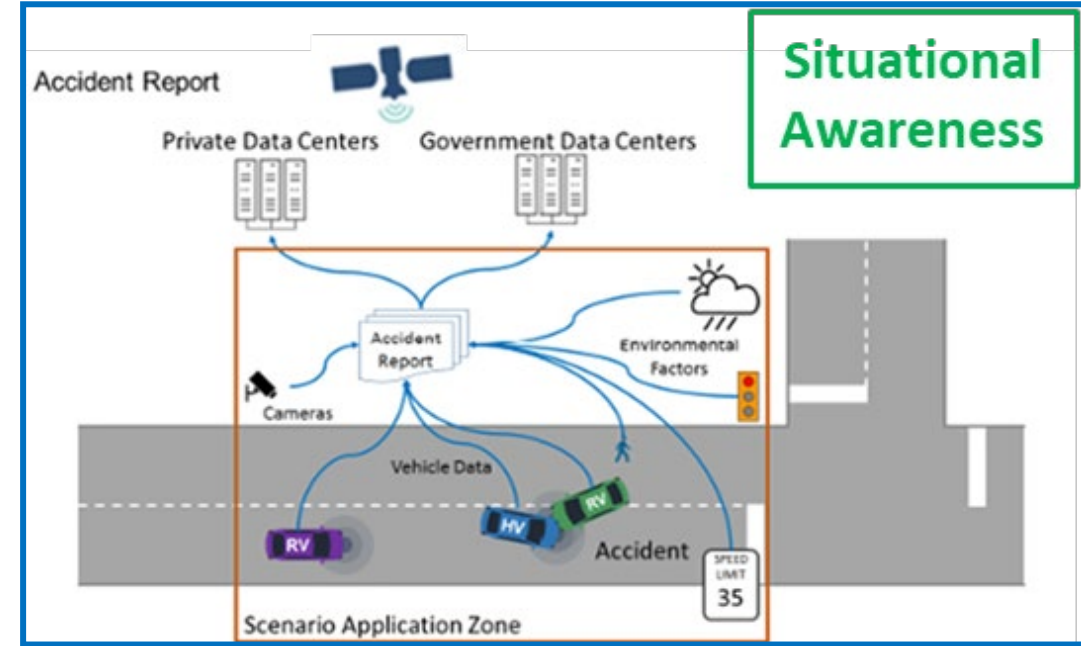 Situational
Awareness
Accident Report
Private Data Centers
Government Data Centers
Accident
Report
Environmental
Factors
Cameras
Vehicle Data
RV
HV
RV
Accident
SPEED
LIMIT
35
Scenario Application Zone